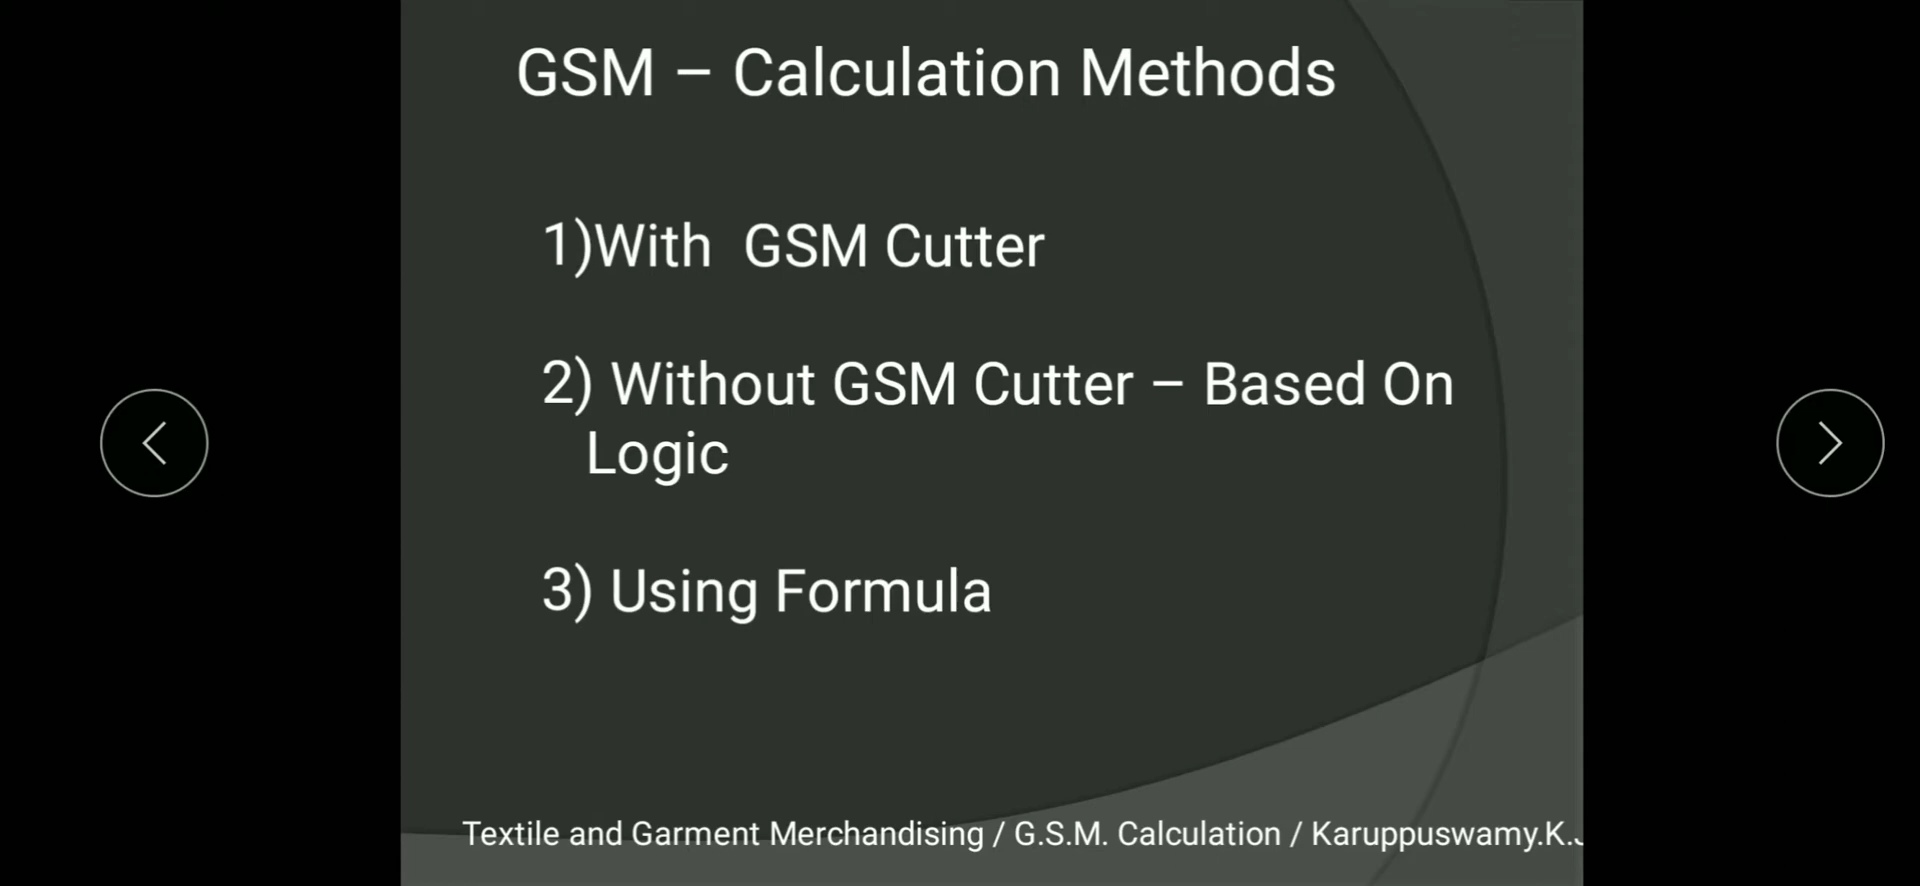 GSM – Calculation Methods
1)With  GSM Cutter
2) Without GSM Cutter – Based On
Logic
3) Using Formula
Textile and Garment Merchandising / G.S.M. Calculation / Karuppuswamy.K.